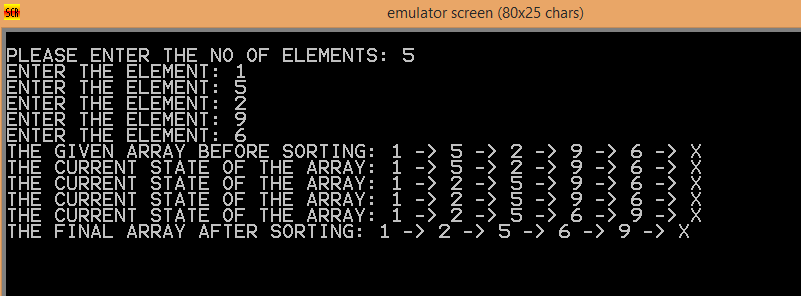 SCR
emulator screen (80x25 chars)
PLEASE ENTER THE NO OF ELEMENTS: 5
ENTER THE ELEMENT: 1
ENTER THE ELEMENT: 5
ENTER THE ELEMENT: 2
ENTER THE ELEMENT: 9
ENTER THE ELEMENT: 6
THE GIVEN ARRAY BEFORE SORTING: 1 -> 5 -> 2 -> 9 -> 6 -> X
THE CURRENT STATE OF THE ARRAY: 1 -> 5 -> 2 -> 9 -> 6 -> X
THE CURRENT STATE OF THE ARRAY: 1 -> 2 -> 5 -> 9 -> 6 -> X
THE CURRENT STATE OF THE ARRAY: 1 -> 2 -> 5 -> 9 -> 6 -> X
THE CURRENT STATE OF THE ARRAY: 1 -> 2 -> 5 -> 6 -> 9 -> X
THE FINAL ARRAY AFTER SORTING: 1 -> 2 -> 5 -> 6 -> 9 -> X